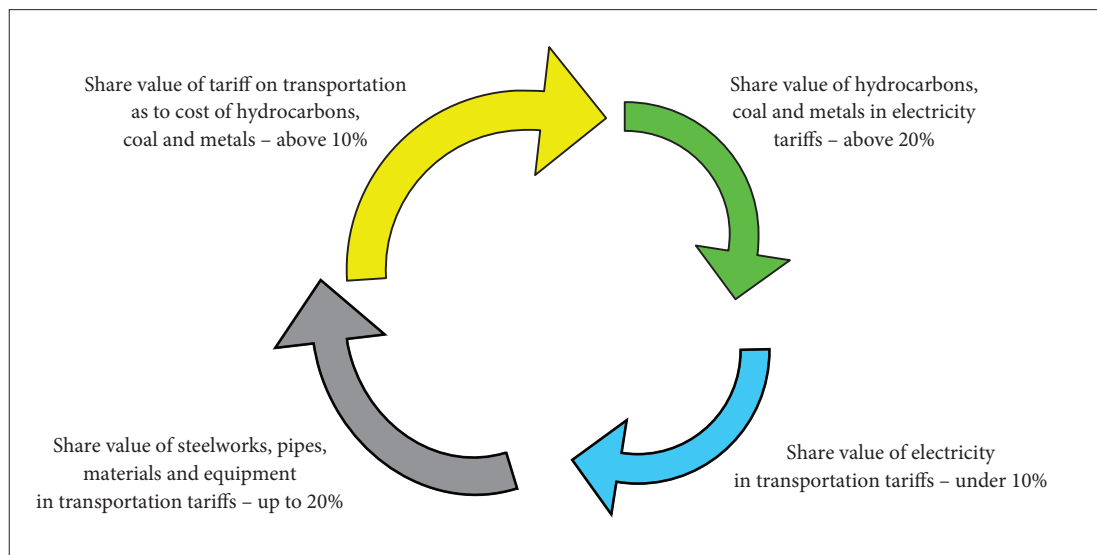 Share value of tariff on transportation
as to cost of hydrocarbons,
coal and metals – above 10%
Share value of hydrocarbons,
coal and metals in electricity
tariffs – above 20%
Share value of steelworks, pipes,
materials and equipment
in transportation tariffs – up to 20%
Share value of electricity
in transportation tariffs – under 10%